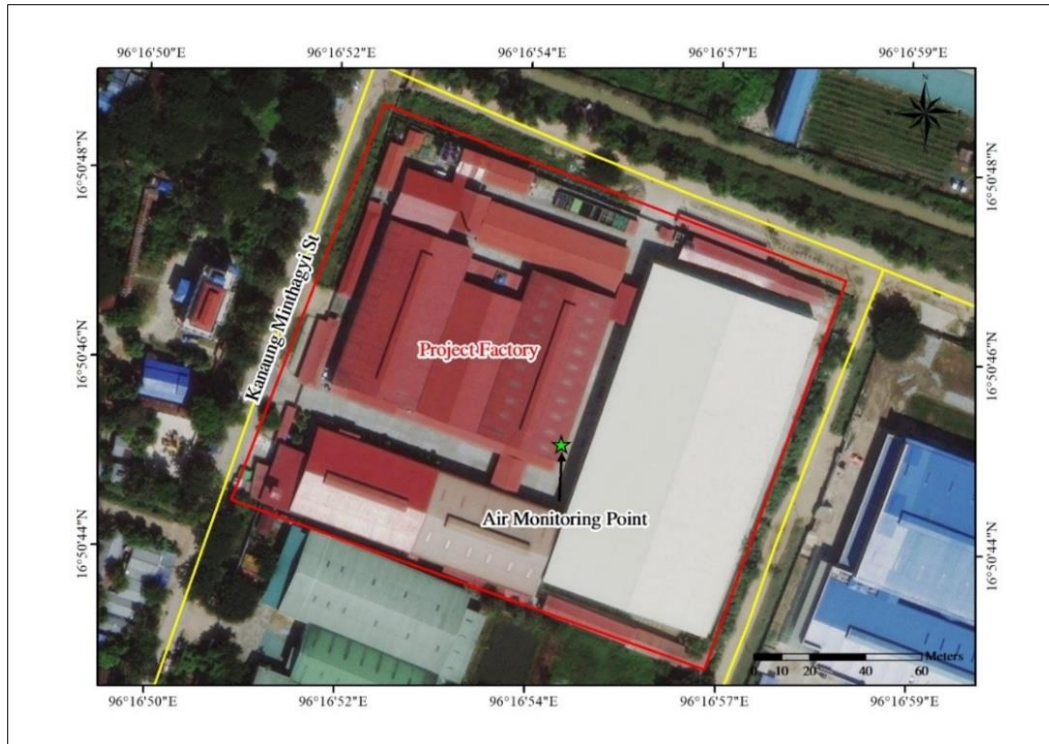 96°16'50"E 96°16'52"E 96°16'54"E 96°16'57"E 96°16'59"E
N
16°50'48"N
16°50'48"N
Kanaung Minthagyi St
Project Factory
16°50'46"N
16°50'46"N
Air Monitoring Point
16°50'44"N
16°50'44"N
Meters
0 10 20 40 60
96°16'50"E 96°16'52"E 96°16'54"E 96°16'57"E 96°16'59"E